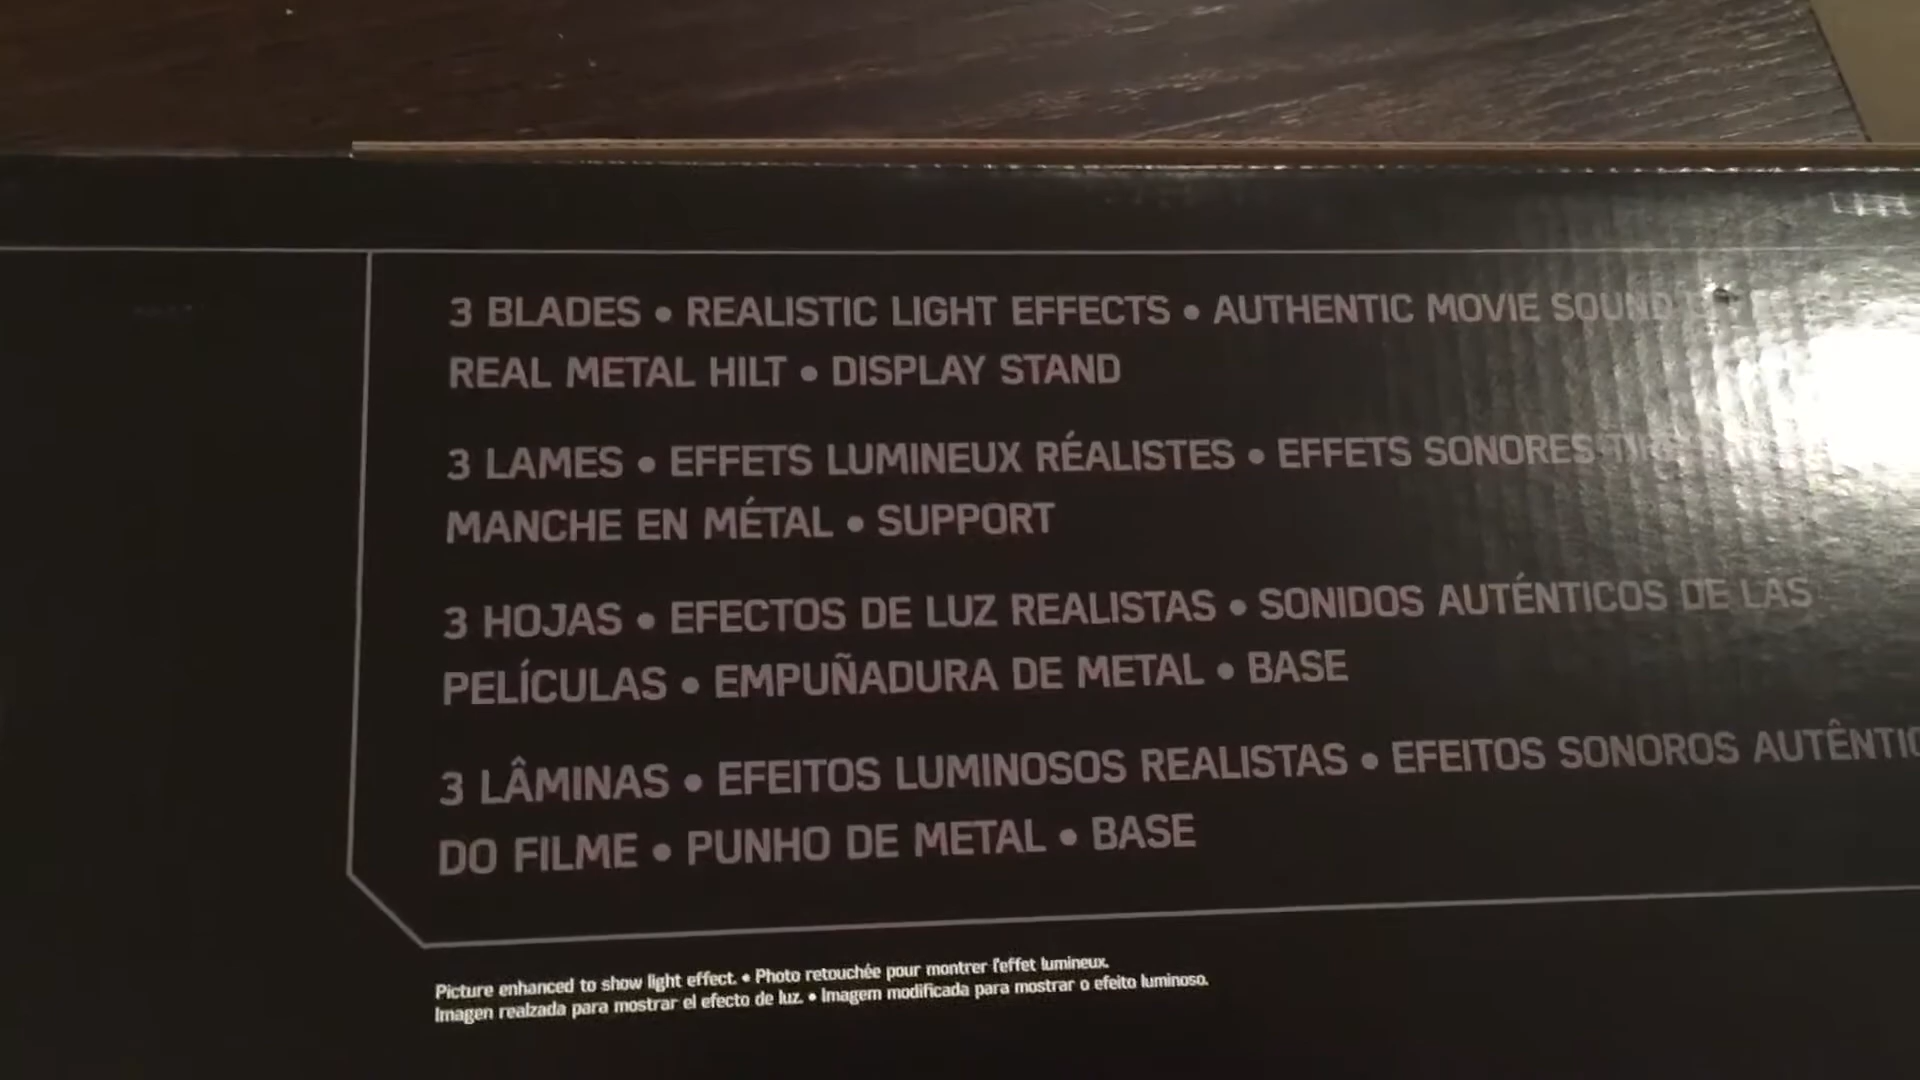 3 BLADES • REALISTIC LIGHT EFFECTS • AUTHENTIC MOVIE SOUND
REAL METAL HILT • DISPLAY STAND
3 LAMES • EFFETS LUMINEUX RÉALISTES • EFFETS SONORES
MANCHE EN MÉTAL • SUPPORT
3 HOJAS • EFECTOS DE LUZ REALISTAS • SONIDOS AUTÉNTICOS DE LAS
PELÍCULAS • EMPUÑADURA DE METAL • BASE
3 LÂMINAS • EFEITOS LUMINOSOS REALISTAS • EFEITOS SONOROS AUTÊNTIC
DO FILME • PUNHO DE METAL • BASE
Picture enhanced to show light effect. • Photo retouchée pour montrer l'effet lumineux.
Imagen realzada para mostrar el efecto de luz. • Imagem modificada para mostrar o efeito luminoso.